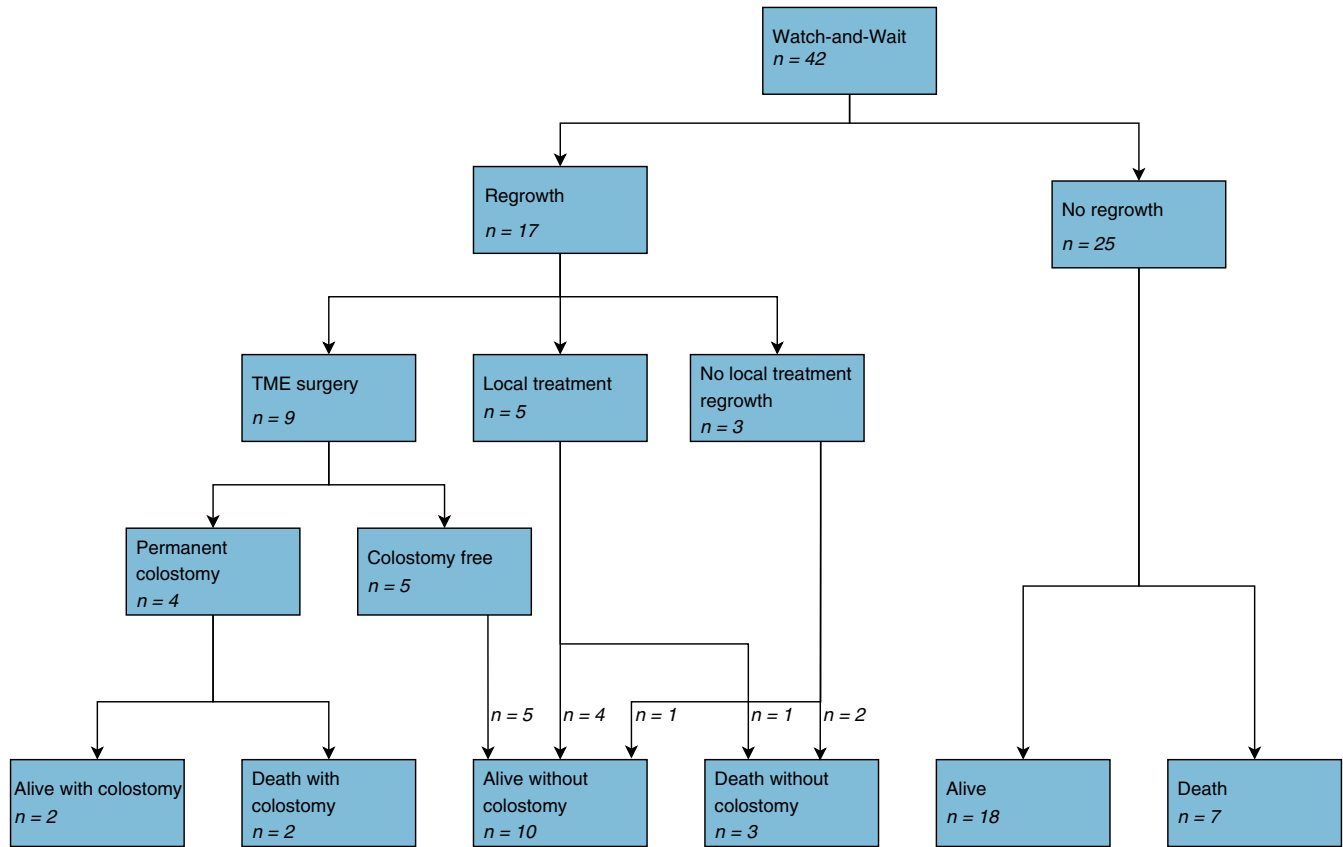 Watch-and-Wait
n = 42
Regrowth
n = 17
No regrowth
n = 25
TME surgery
n = 9
Local treatment
n = 5
No local treatment
regrowth
n = 3
Permanent
colostomy
n = 4
Colostomy free
n = 5
n = 5
n = 4
n = 1
n = 1
n = 2
Alive with colostomy
n = 2
Death with
colostomy
n = 2
Alive without
colostomy
n = 10
Death without
colostomy
n = 3
Alive
n = 18
Death
n = 7